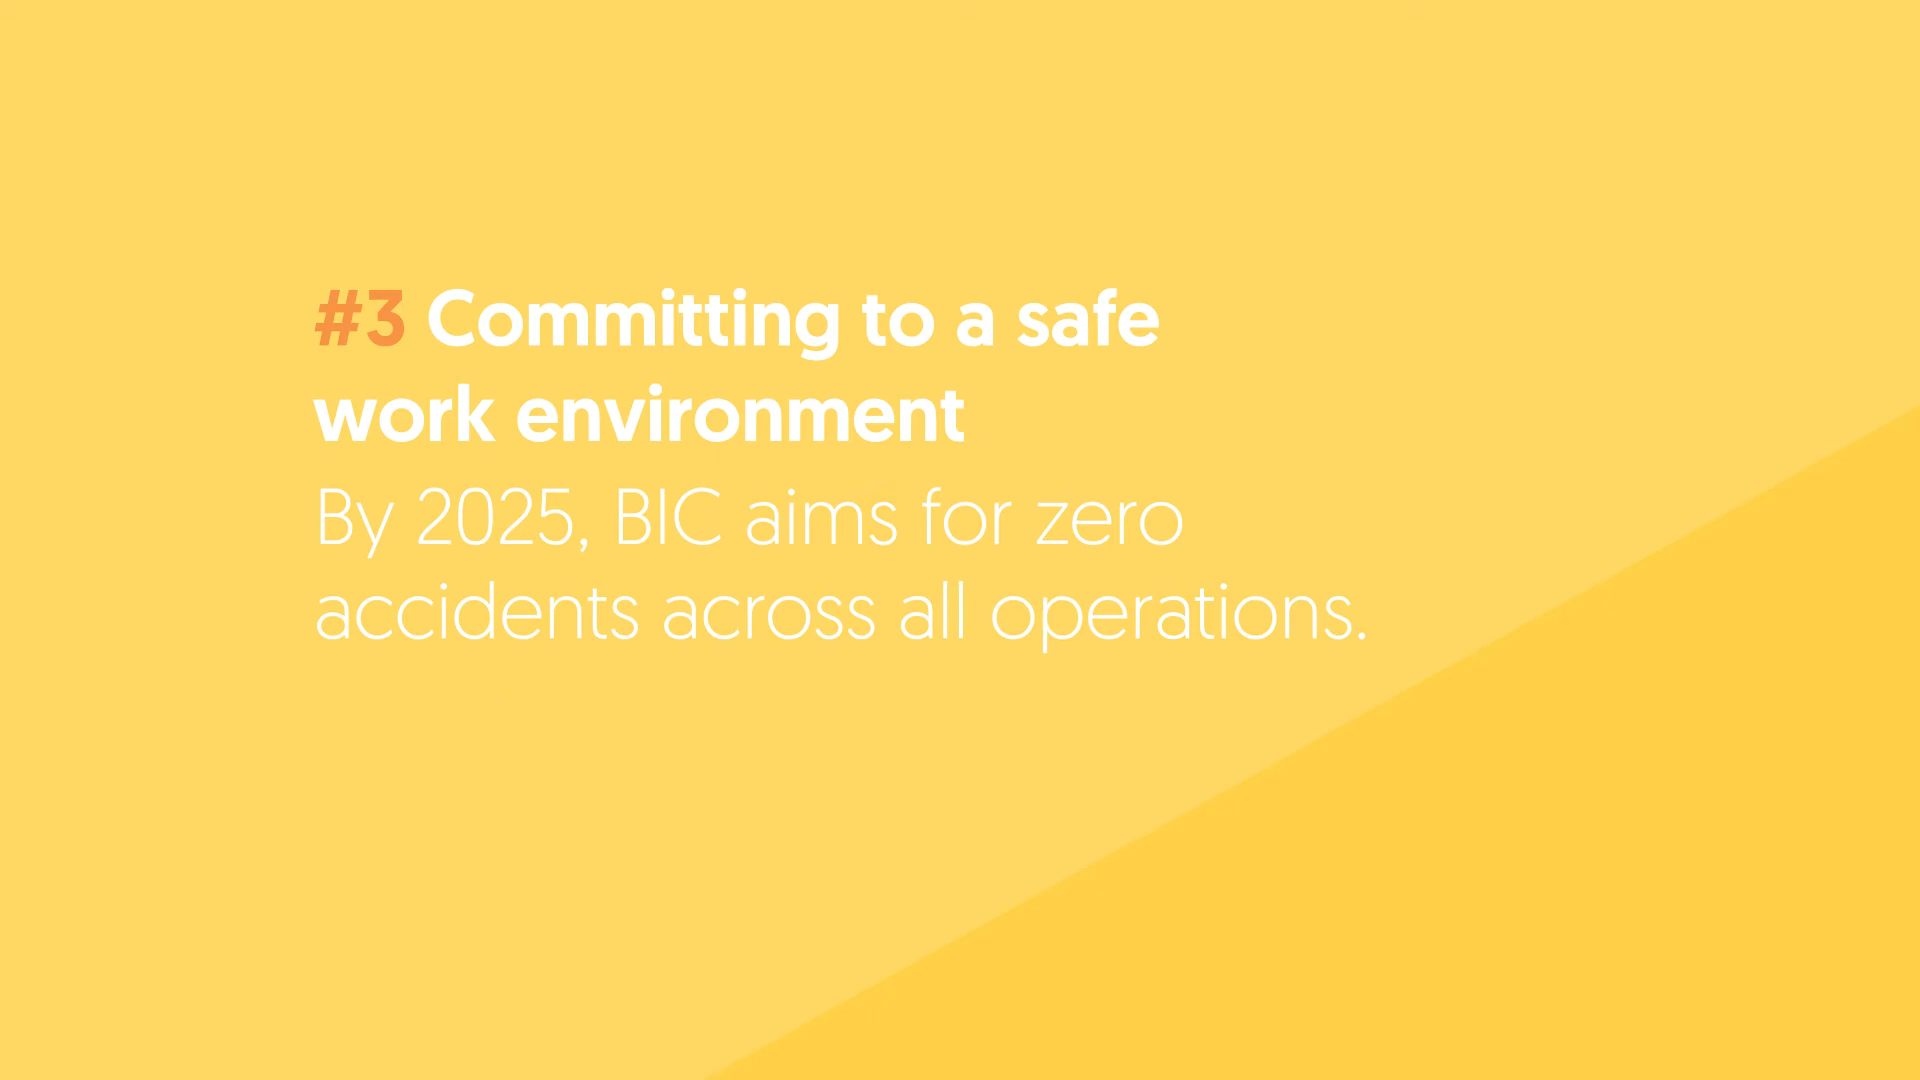 #3 Committing to a safe
work environment
By 2025, BIC aims for zero
accidents across all operations.